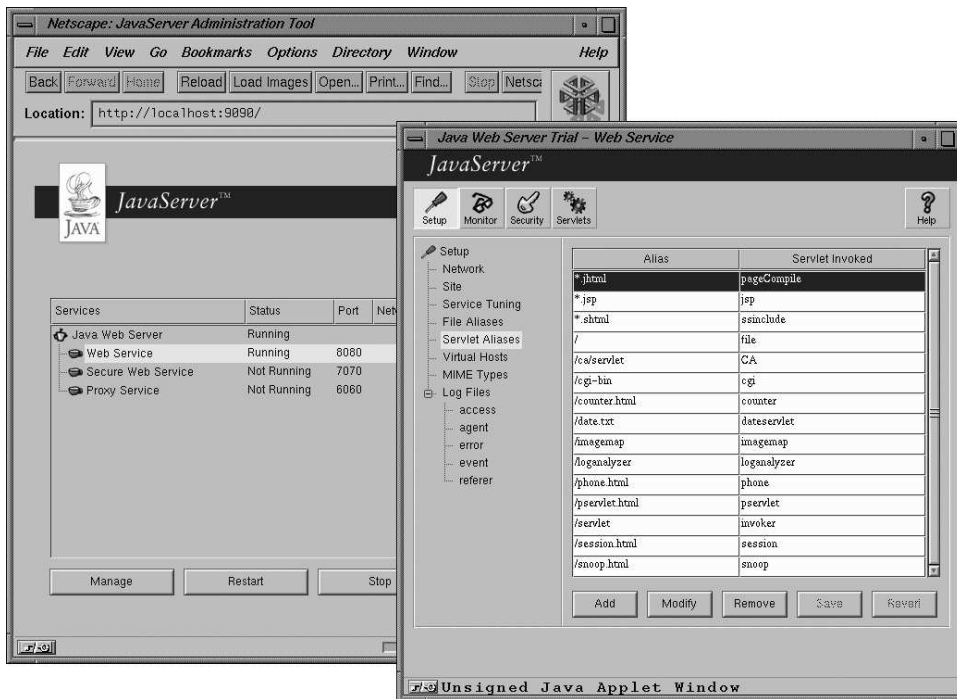 Netscape: JavaServer Administration Tool
File Edit View Go Bookmarks Options Directory Window Help
Back Forward Home Reload Load Images Open... Print... Find... Stop Netsca
Location: http://localhost:9090/
JavaServer™
JAVA
Services Status Port Net
Java Web Server Running
Web Service Running 8080
Secure Web Service Not Running 7070
Proxy Service Not Running 6060
Manage Restart Stop
Java Web Server Trial – Web Service
JavaServer™
Setup Monitor Security Servlets Help
Setup
Network
Site
Service Tuning
File Aliases
Servlet Aliases
Virtual Hosts
MIME Types
Log Files
access
agent
error
event
referer
Alias Servlet Invoked
*.jhtml pageCompile
*.jsp jsp
*.shtml ssinclude
/ file
/ca/servlet CA
/cgi-bin cgi
/counter.html counter
/date.txt dateservlet
/imagemap imagemap
/loganalyzer loganalyzer
/phone.html phone
/pservlet.html pservlet
/servlet invoker
/session.html session
/snoop.html snoop
Add Modify Remove Save Revert
Unsigned Java Applet Window